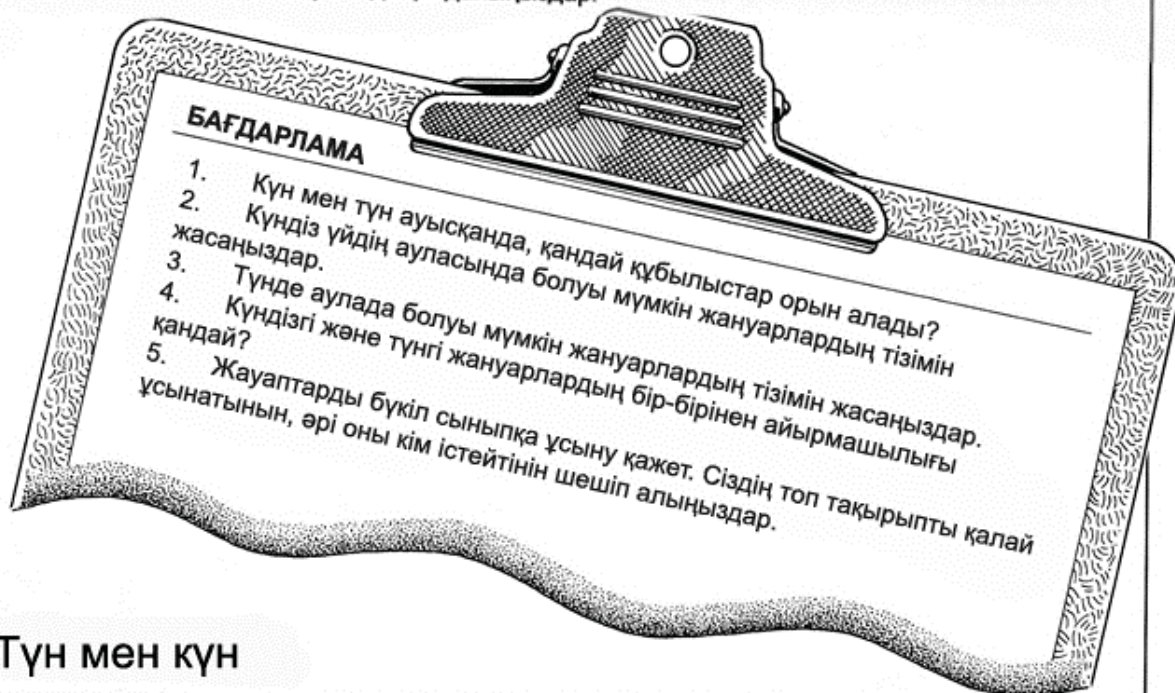 БАҒДАРЛАМА
1. Күн мен түн ауысқанда, қандай құбылыстар орын алады?
2. Күндіз үйдің ауласында болуы мүмкін жануарлардың тізімін
жасаңыздар.
3. Түнде аулада болуы мүмкін жануарлардың тізімін жасаңыздар.
4. Күндізгі және түнгі жануарлардың бір-бірінен айырмашылығы
қандай?
5. Жауаптарды бүкіл сыныпқа ұсыну қажет. Сіздің топ тақырыпты қалай
ұсынатынын, әрі оны кім істейтінін шешіп алыңыздар.
Түн мен күн